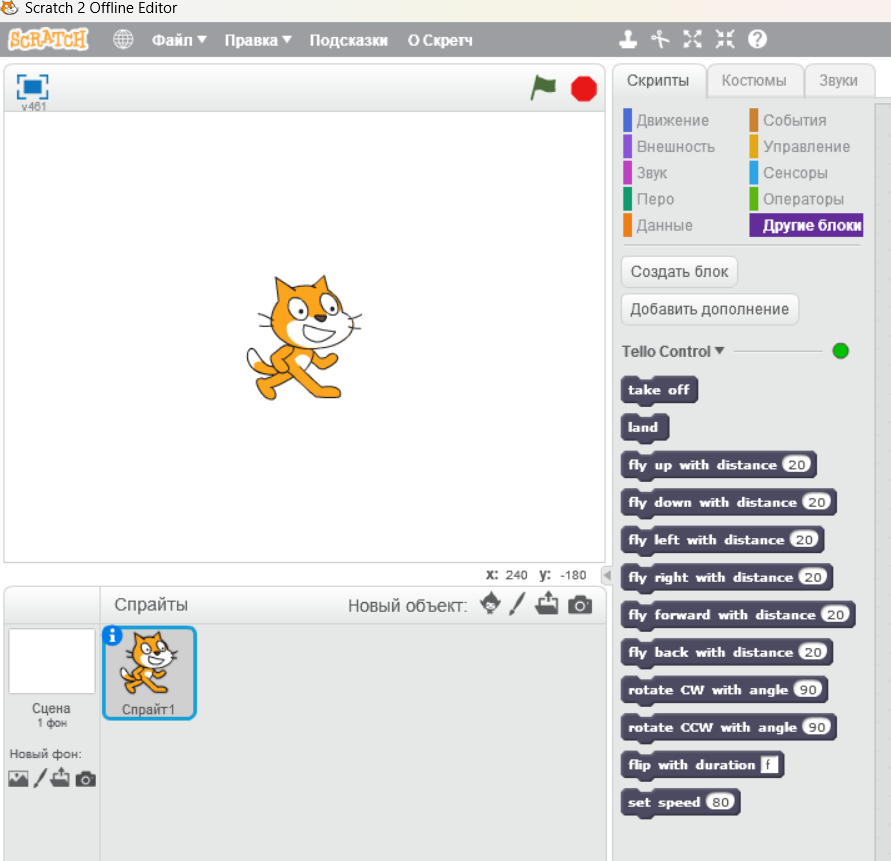 Scratch 2 Offline Editor
SCRATCH Файл Правка Подсказки О Скретч
v461
Скрипты Костюмы Звуки
Движение События
Внешность Управление
Звук Сенсоры
Перо Операторы
Данные Другие блоки
Создать блок
Добавить дополнение
Tello Control
take off
land
fly up with distance 20
fly down with distance 20
fly left with distance 20
fly right with distance 20
fly forward with distance 20
fly back with distance 20
rotate CW with angle 90
rotate CCW with angle 90
flip with duration f
set speed 80
x: 240 y: -180
Спрайты Новый объект:
Сцена
1 фон
Новый фон:
Спрайт1